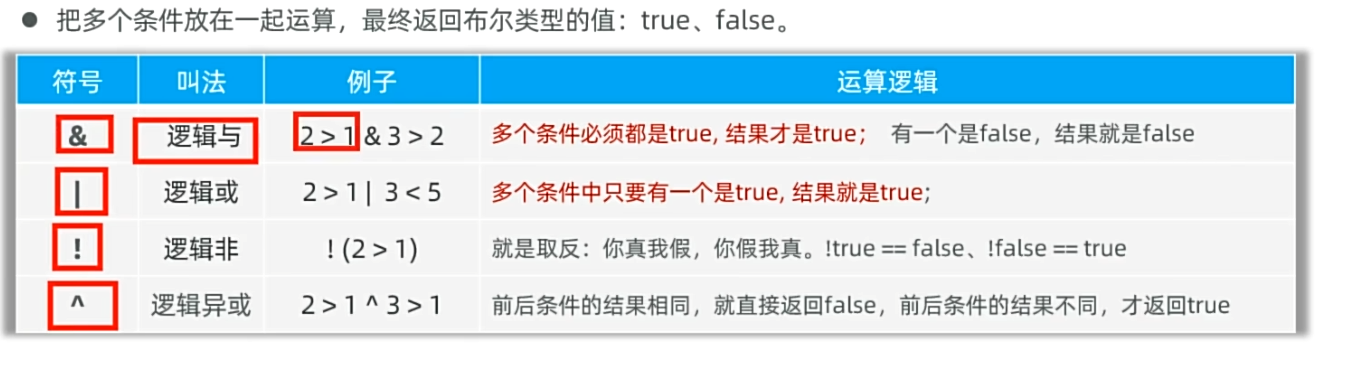 ● 把多个条件放在一起运算，最终返回布尔类型的值：true、false。
符号 叫法 例子 运算逻辑
& 逻辑与 2 > 1 & 3 > 2 多个条件必须都是true, 结果才是true； 有一个是false，结果就是false
| 逻辑或 2 > 1 | 3 < 5 多个条件中只要有一个是true, 结果就是true;
! 逻辑非 ! (2 > 1) 就是取反：你真我假，你假我真。!true == false、!false == true
^ 逻辑异或 2 > 1 ^ 3 > 1 前后条件的结果相同，就直接返回false，前后条件的结果不同，才返回true